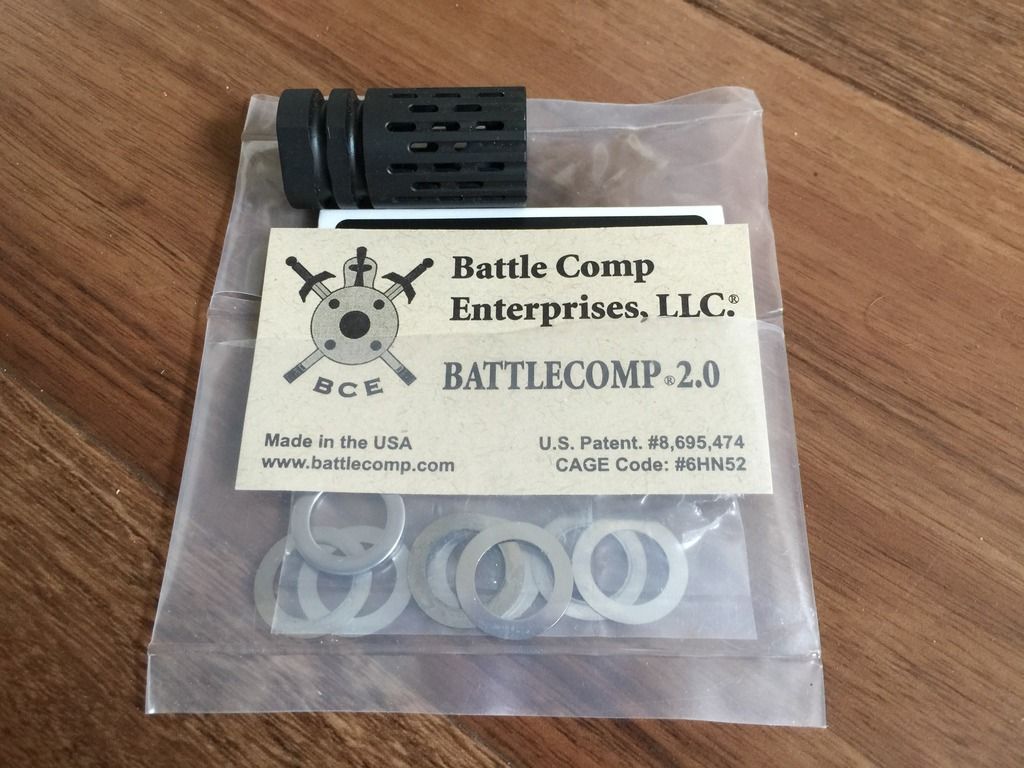 Battle Comp
Enterprises, LLC.®
BATTLECOMP® 2.0
BCE
Made in the USA
www.battlecomp.com
U.S. Patent. #8,695,474
CAGE Code: #6HN52